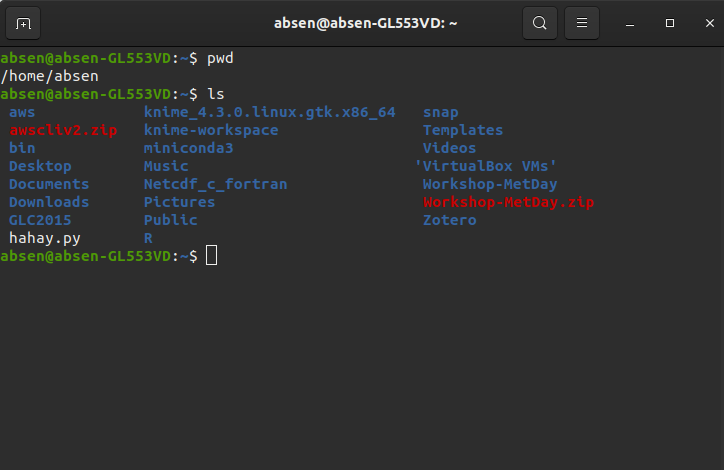 absen@absen-GL553VD: ~
absen@absen-GL553VD:~$ pwd
/home/absen
absen@absen-GL553VD:~$ ls
aws knime_4.3.0.linux.gtk.x86_64 snap
awscliv2.zip knime-workspace Templates
bin miniconda3 Videos
Desktop Music 'VirtualBox VMs'
Documents Netcdf_c_fortran Workshop-MetDay
Downloads Pictures Workshop-MetDay.zip
GLC2015 Public Zotero
hahay.py R
absen@absen-GL553VD:~$